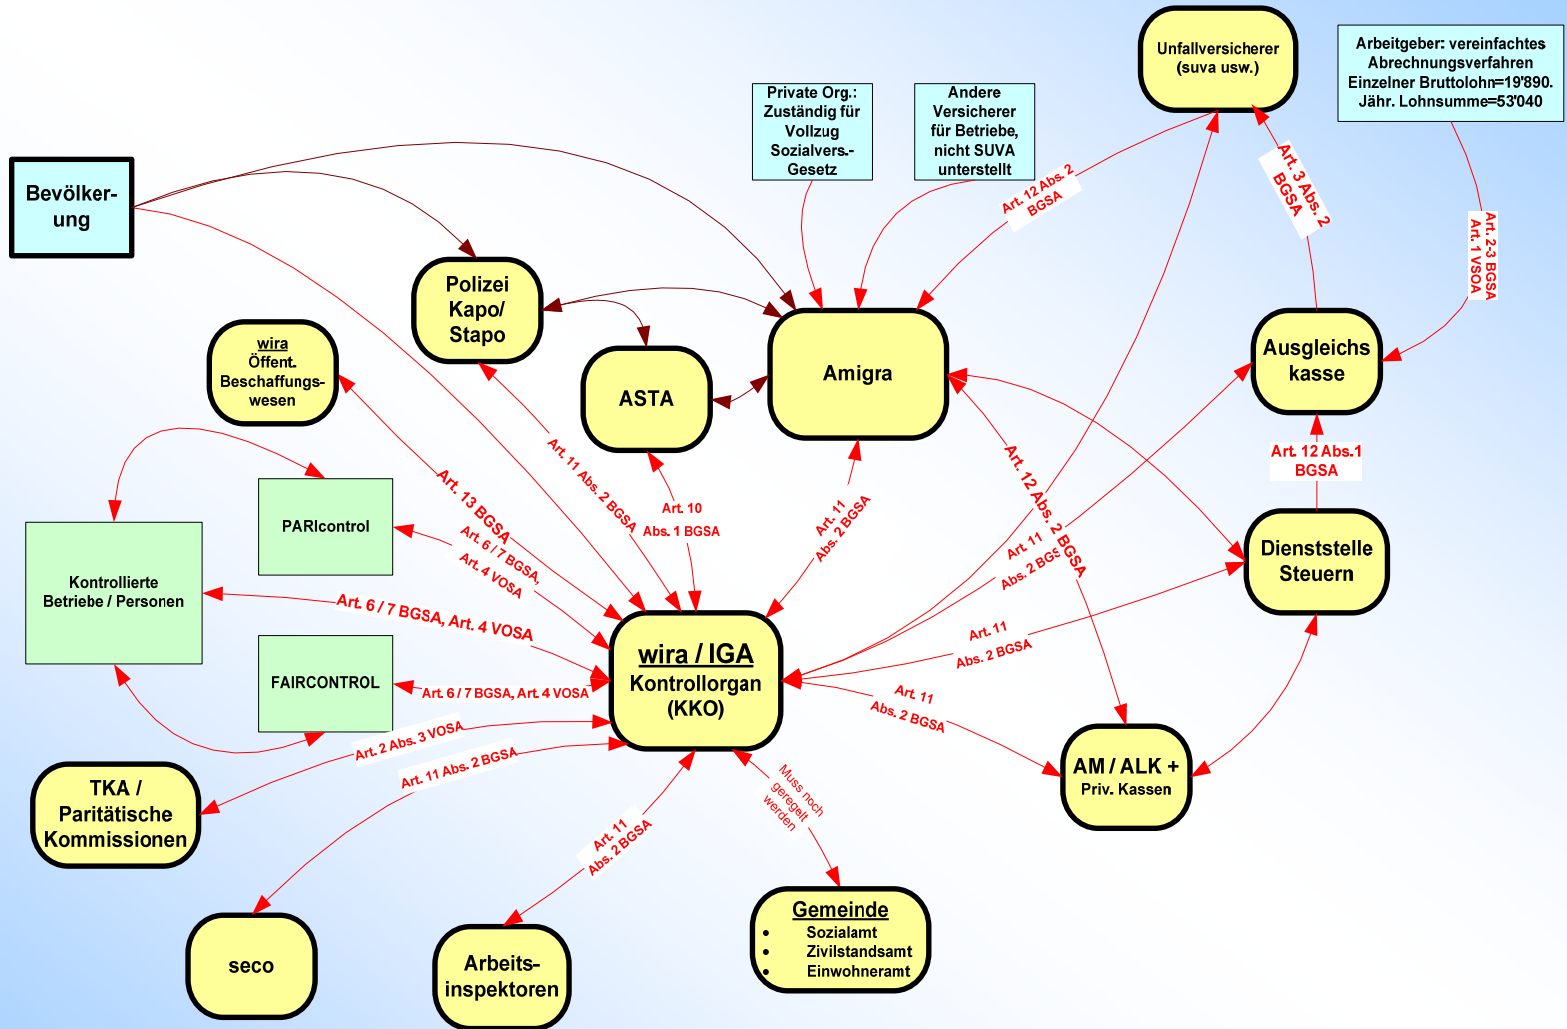 Unfallversicherer
(suva usw.)
Arbeitgeber: vereinfachtes
Abrechnungsverfahren
Einzelner Bruttolohn=19'890.
Jähr. Lohnsumme=53'040
Private Org.:
Zuständig für
Vollzug
Sozialvers.-
Gesetz
Andere
Versicherer
für Betriebe,
nicht SUVA
unterstellt
Bevölker-
ung
Art. 12 Abs. 2
BGSA
Art. 3 Abs. 2
BGSA
Art. 2-3 BGSA
Art. 1 VSOA
Polizei
Kapo/
Stapo
wira
Öffent.
Beschaffungs-
wesen
ASTA
Amigra
Ausgleichs
kasse
Art. 13 BGSA
Art. 11 Abs. 2 BGSA
Art. 10
Abs. 1 BGSA
Art. 11
Abs. 2 BGSA
Art. 12 Abs. 2 BGSA
Art. 12 Abs.1
BGSA
PARIcontrol
Art. 6 / 7 BGSA,
Art. 4 VOSA
Art. 11
Abs. 2 BGSA
Dienststelle
Steuern
Kontrollierte
Betriebe / Personen
Art. 6 / 7 BGSA, Art. 4 VOSA
Art. 11
Abs. 2 BGSA
FAIRCONTROL
Art. 6 / 7 BGSA, Art. 4 VOSA
wira / IGA
Kontrollorgan
(KKO)
Art. 11
Abs. 2 BGSA
Art. 2 Abs. 3 VOSA
Art. 11 Abs. 2 BGSA
TKA /
Paritätische
Kommissionen
AM / ALK +
Priv. Kassen
Muss noch
geregelt
werden
Art. 11
Abs. 2 BGSA
seco
Arbeits-
inspektoren
Gemeinde
• Sozialamt
• Zivilstandsamt
• Einwohneramt